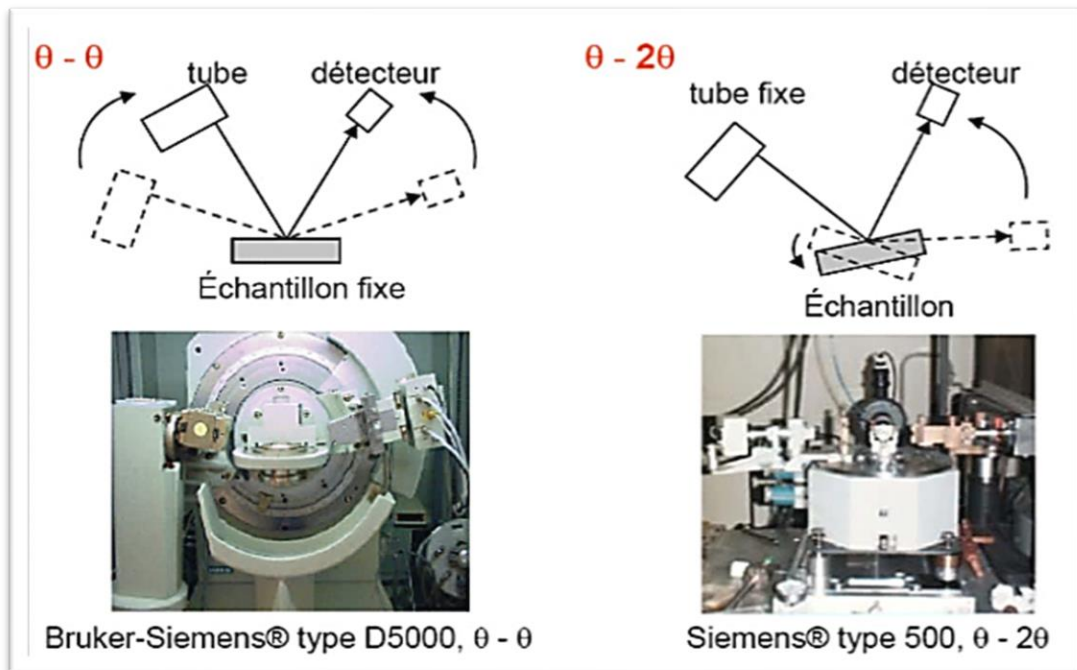 θ - θ
tube
détecteur
Échantillon fixe
Bruker-Siemens® type D5000, θ - θ
θ - 2θ
tube fixe
détecteur
Échantillon
Siemens® type 500, θ - 2θ